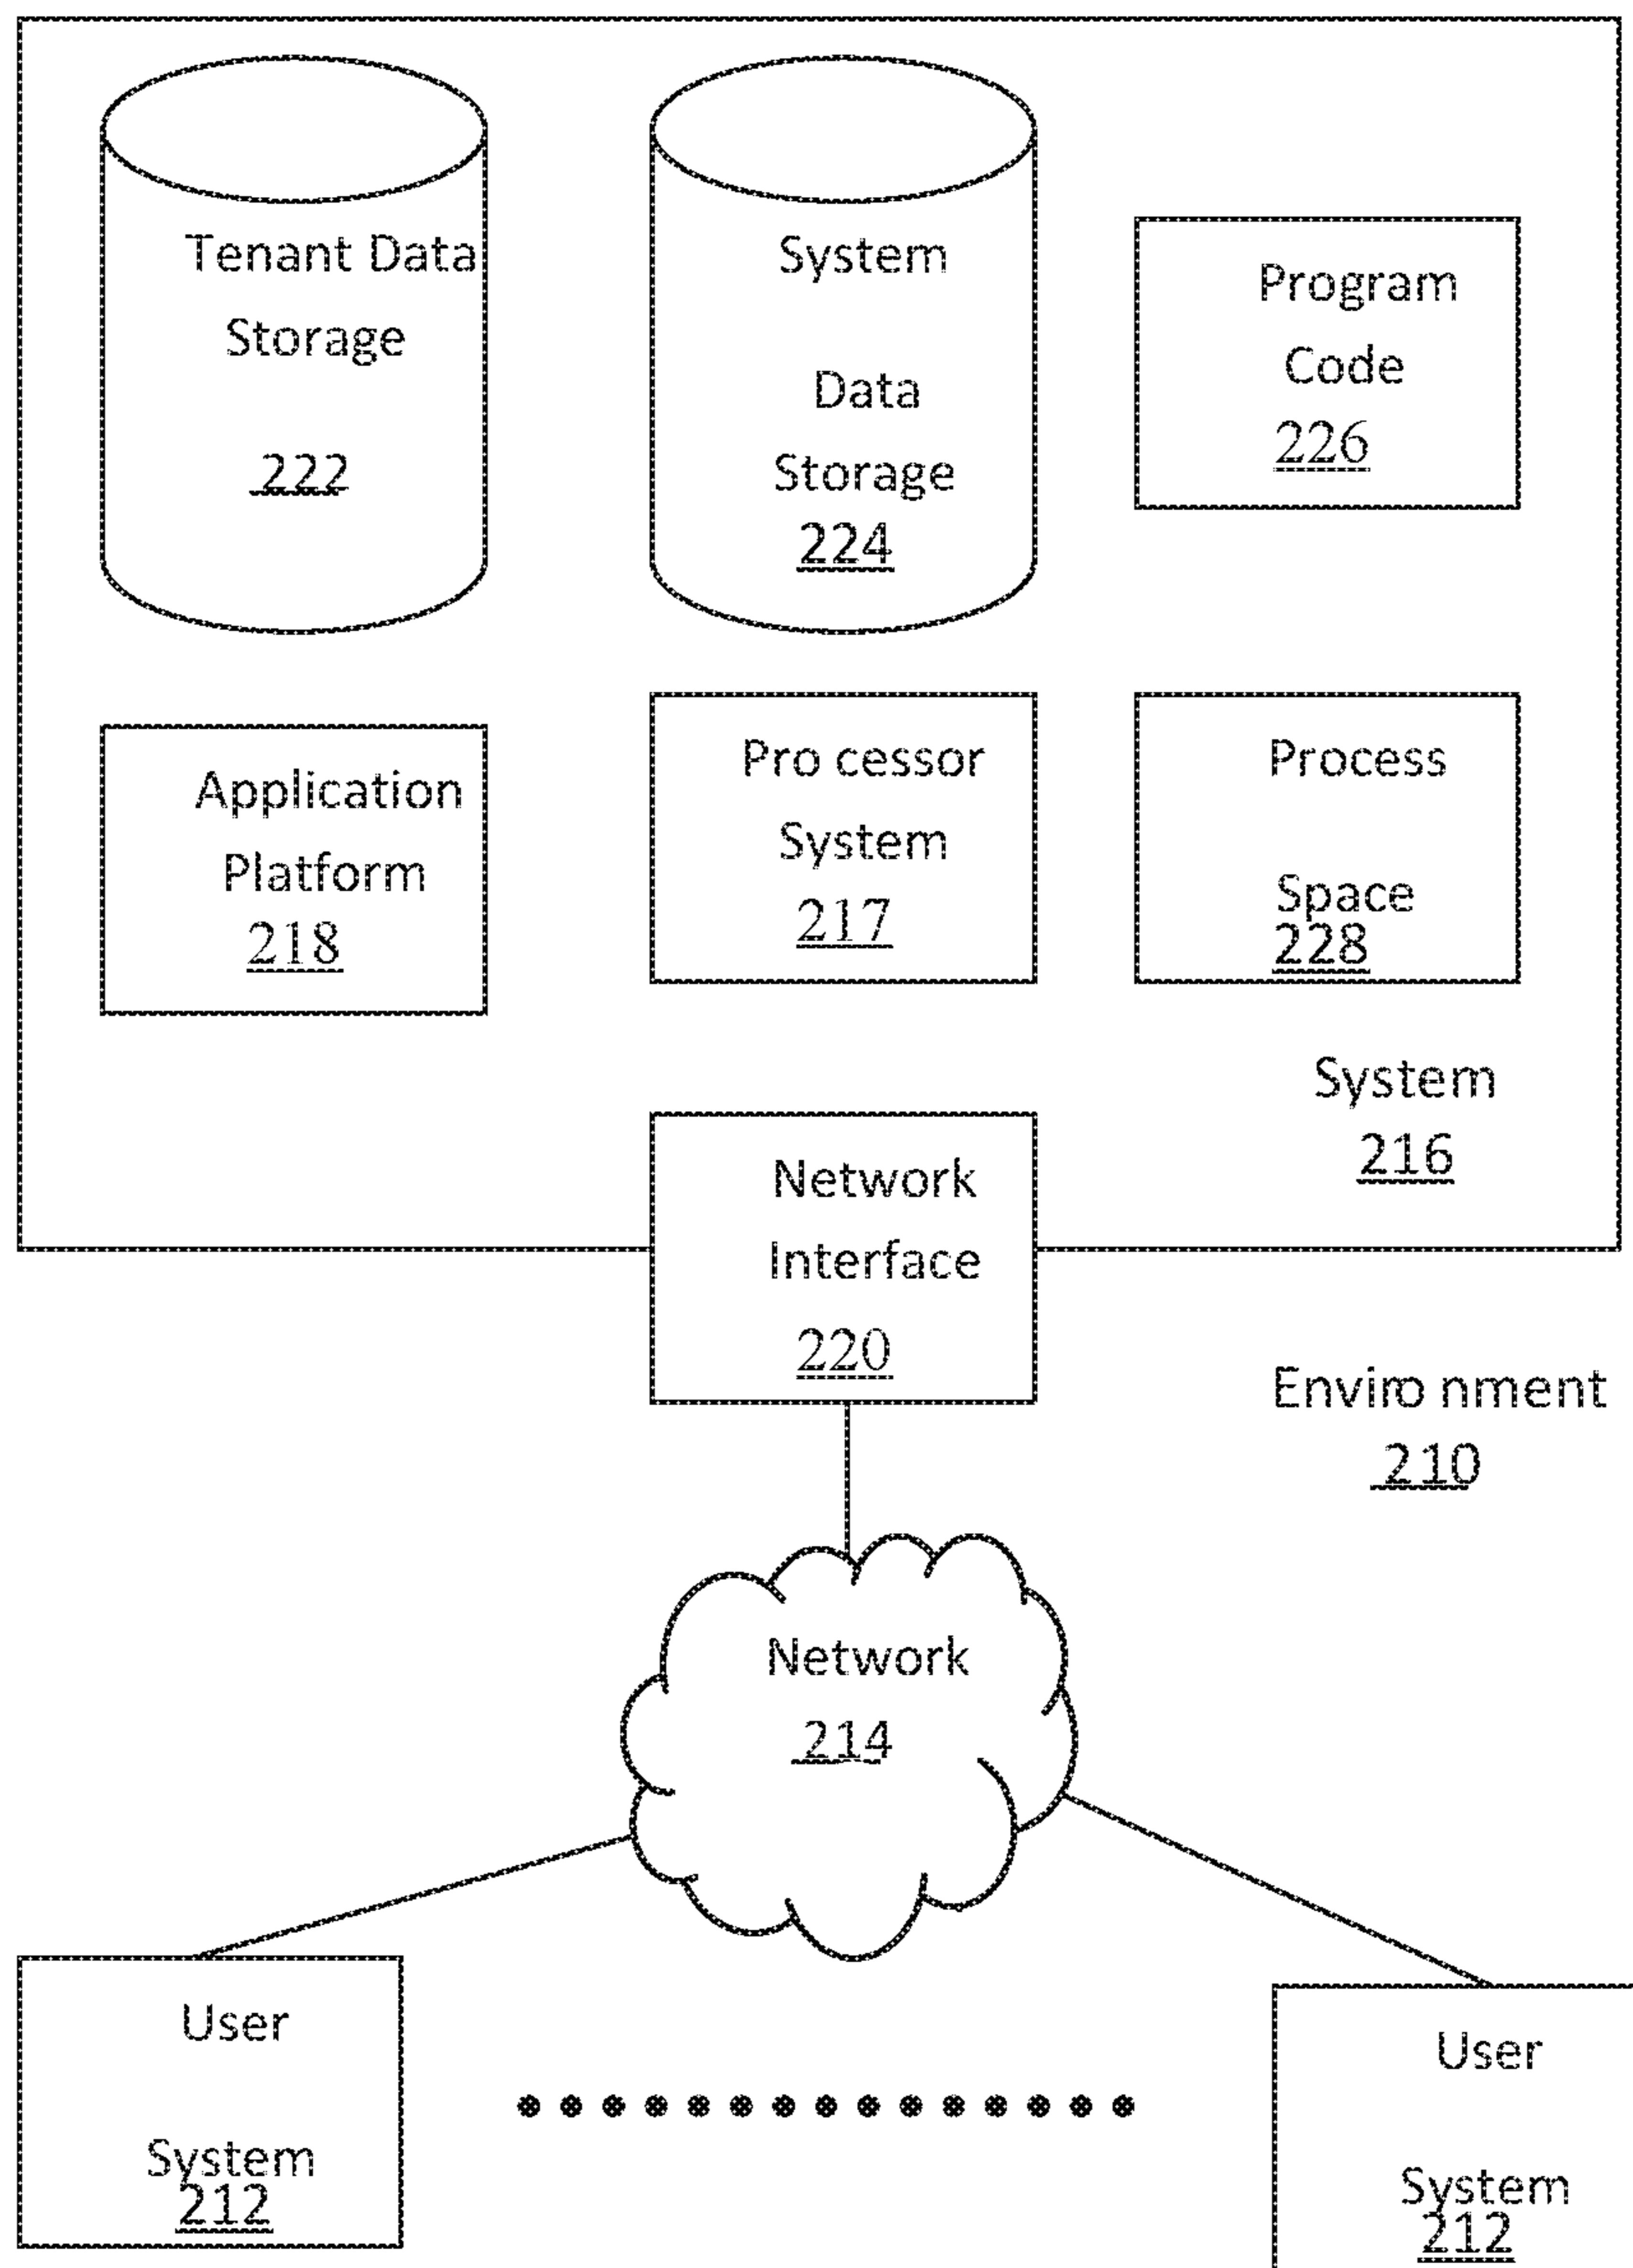 Tenant Data
Storage
222
System
Data
Storage
224
Program
Code
226
Application
Platform
218
Pro cessor
System
217
Process
Space
228
System
216
Network
Interface
220
Enviro nment
210
Network
214
User
System
212
User
System
212